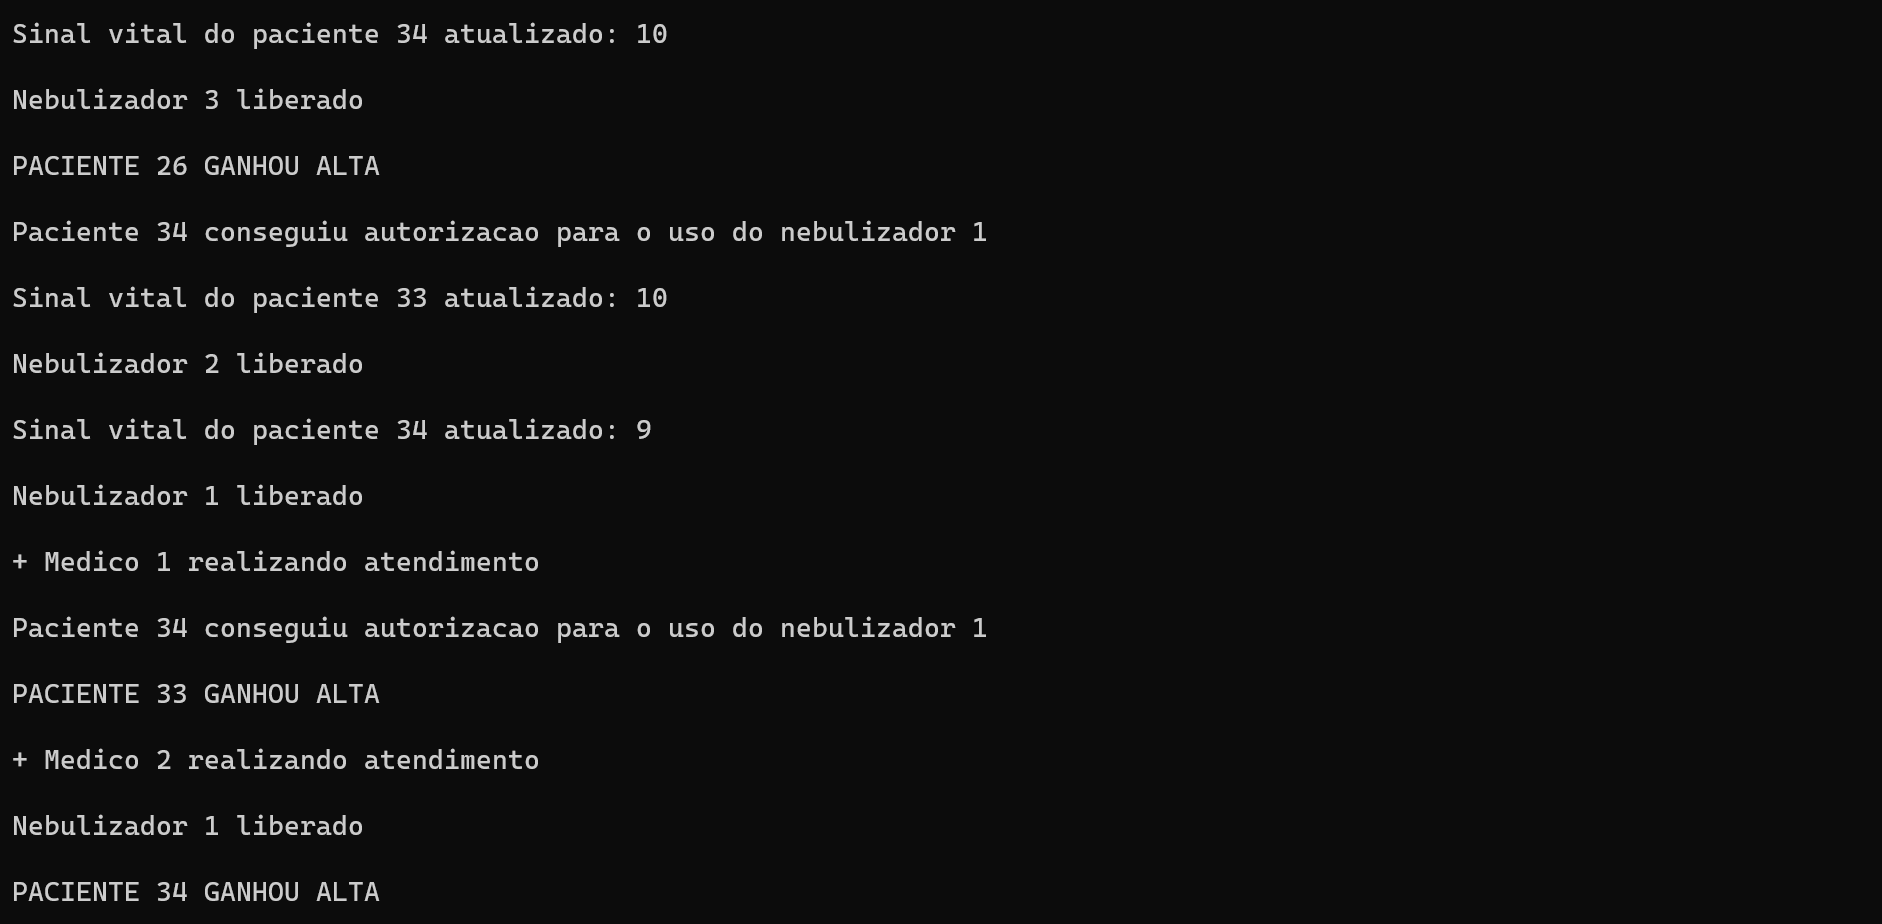 Sinal vital do paciente 34 atualizado: 10
Nebulizador 3 liberado
PACIENTE 26 GANHOU ALTA
Paciente 34 conseguiu autorizacao para o uso do nebulizador 1
Sinal vital do paciente 33 atualizado: 10
Nebulizador 2 liberado
Sinal vital do paciente 34 atualizado: 9
Nebulizador 1 liberado
+ Medico 1 realizando atendimento
Paciente 34 conseguiu autorizacao para o uso do nebulizador 1
PACIENTE 33 GANHOU ALTA
+ Medico 2 realizando atendimento
Nebulizador 1 liberado
PACIENTE 34 GANHOU ALTA